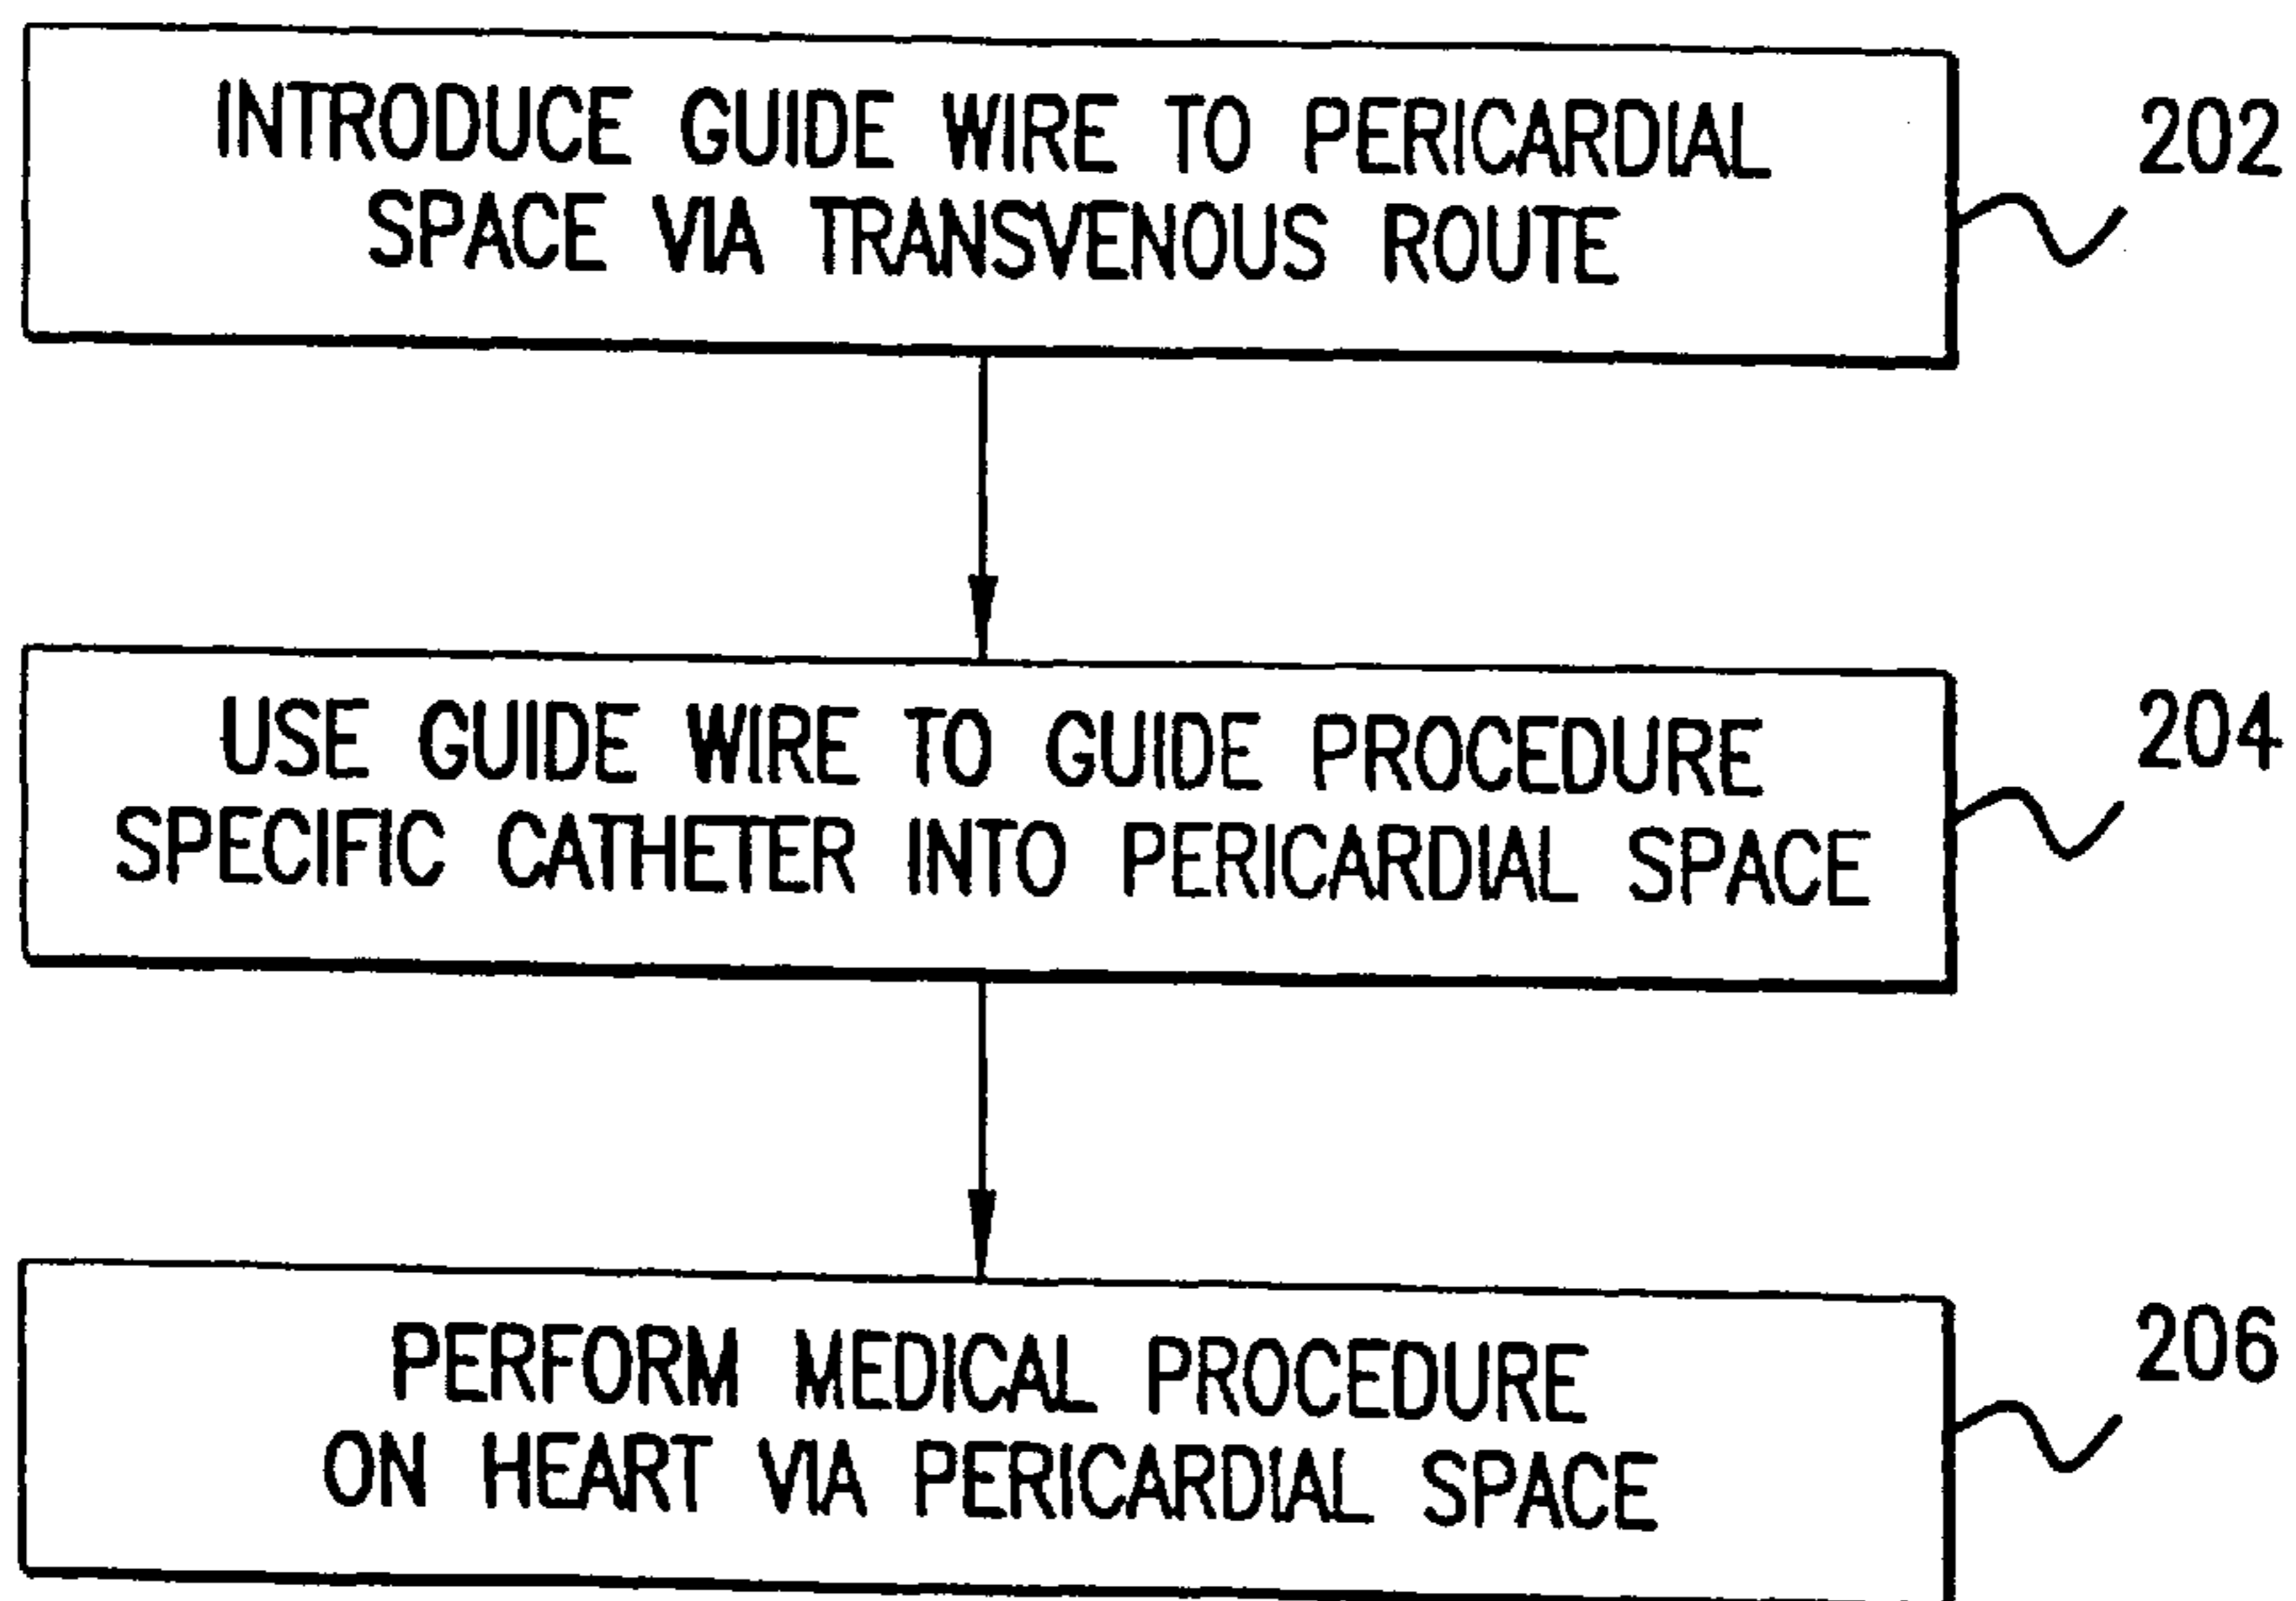 INTRODUCE GUIDE WIRE TO PERICARDIAL
SPACE VIA TRANSVENOUS ROUTE
202
USE GUIDE WIRE TO GUIDE PROCEDURE
SPECIFIC CATHETER INTO PERICARDIAL SPACE
204
PERFORM MEDICAL PROCEDURE
ON HEART VIA PERICARDIAL SPACE
206